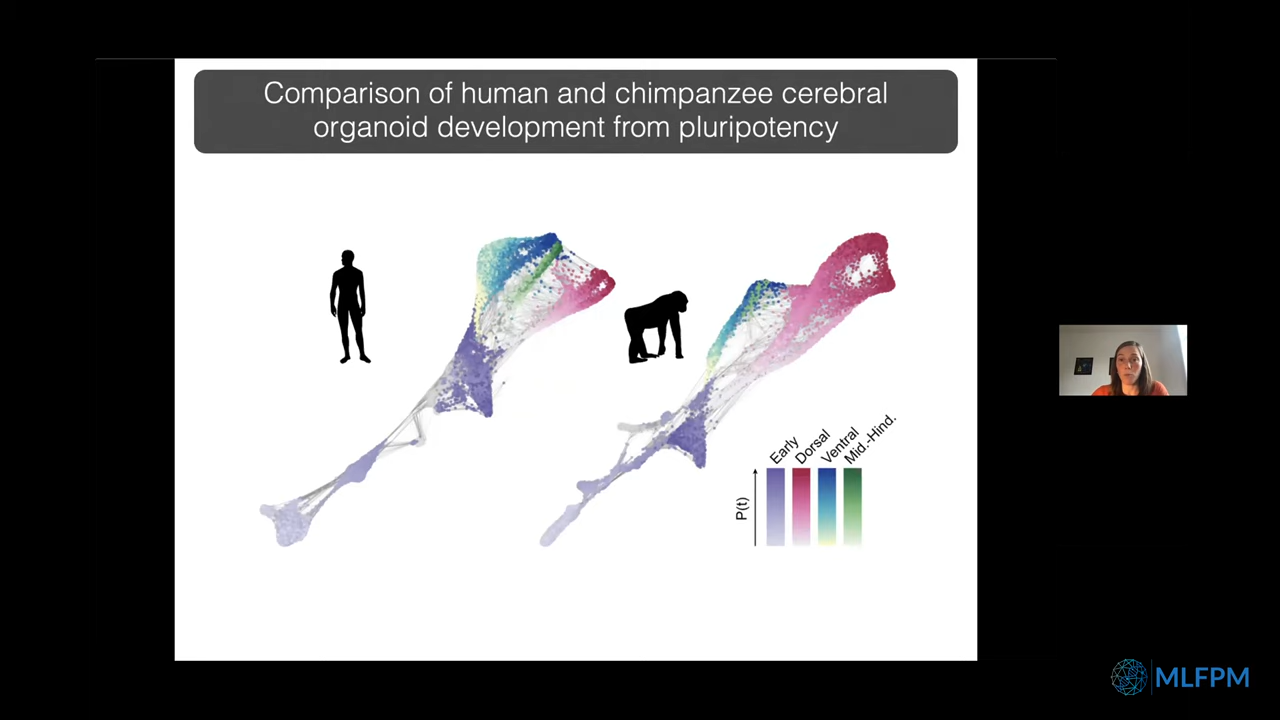 Comparison of human and chimpanzee cerebral
organoid development from pluripotency
Early
Dorsal
Ventral
Mid.-Hind.
P(t)
MLFPM